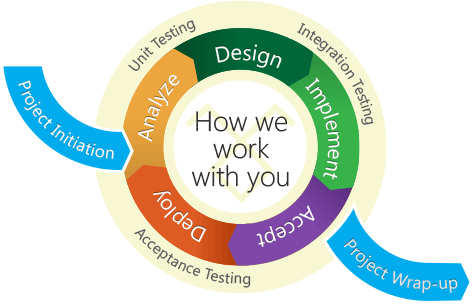 Project Initiation
Unit Testing
Integration Testing
Acceptance Testing
Analyze
Design
Implement
Accept
Deploy
How we
work
with you
Project Wrap-up